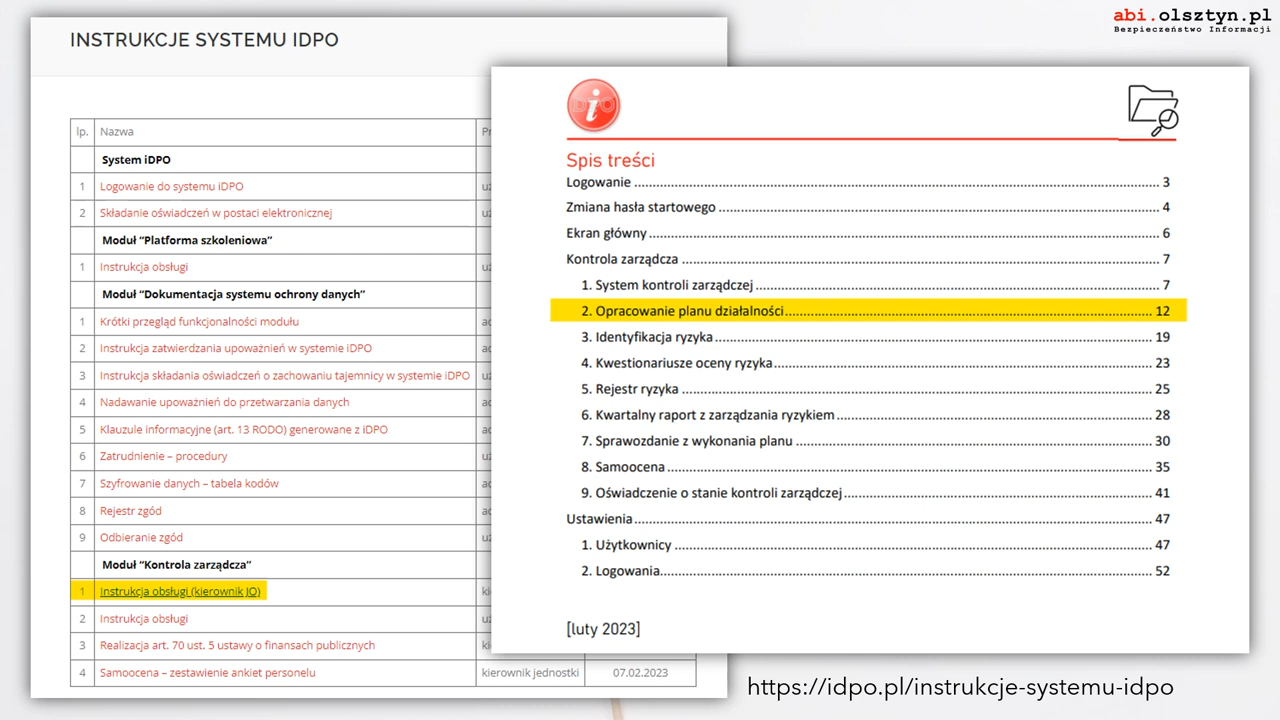 abi.olsztyn.pl
Bezpieczeństwo Informacji
INSTRUKCJE SYSTEMU IDPO
lp. Nazwa
System iDPO
1 Logowanie do systemu iDPO
2 Składanie oświadczeń w postaci elektronicznej
Moduł “Platforma szkoleniowa”
1 Instrukcja obsługi
Moduł “Dokumentacja systemu ochrony danych”
1 Krótki przegląd funkcjonalności modułu
2 Instrukcja zatwierdzania upoważnień w systemie iDPO
3 Instrukcja składania oświadczeń o zachowaniu tajemnicy w systemie iDPO
4 Nadawanie upoważnień do przetwarzania danych
5 Klauzule informacyjne (art. 13 RODO) generowane z iDPO
6 Zatrudnienie – procedury
7 Szyfrowanie danych – tabela kodów
8 Rejestr zgód
9 Odbieranie zgód
Moduł “Kontrola zarządcza”
1 Instrukcja obsługi (kierownik JO)
2 Instrukcja obsługi
3 Realizacja art. 70 ust. 5 ustawy o finansach publicznych
4 Samoocena – zestawienie ankiet personelu kierownik jednostki 07.02.2023
Spis treści
Logowanie 3
Zmiana hasła startowego 4
Ekran główny 6
Kontrola zarządcza 7
1. System kontroli zarządczej 7
2. Opracowanie planu działalności 12
3. Identyfikacja ryzyka 19
4. Kwestionariusze oceny ryzyka 23
5. Rejestr ryzyka 25
6. Kwartalny raport z zarządzania ryzykiem 28
7. Sprawozdanie z wykonania planu 30
8. Samoocena 35
9. Oświadczenie o stanie kontroli zarządczej 41
Ustawienia 47
1. Użytkownicy 47
2. Logowania 52
[luty 2023]
https://idpo.pl/instrukcje-systemu-idpo